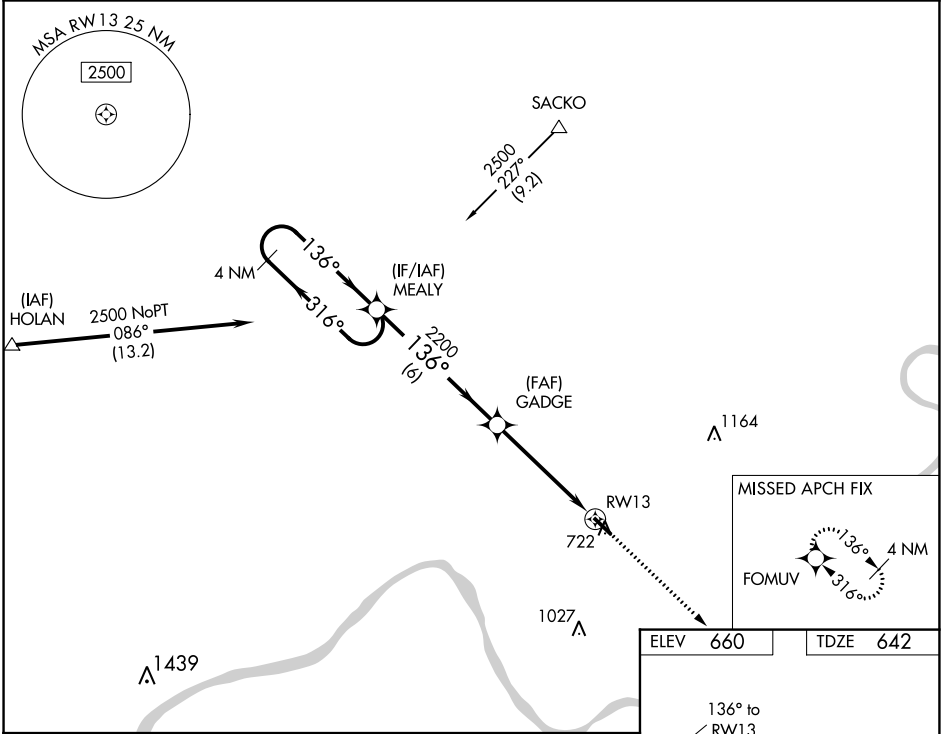 MSA RW13 25 NM
2500
SACKO
2500
227°
(9.2)
136°
4 NM
316°
(IF/IAF)
MEALY
(IAF)
HOLAN
2500 NoPT
086°
(13.2)
2200
136°
(6)
(FAF)
GADGE
1164
RW13
722
MISSED APCH FIX
136°
4 NM
FOMUV
316°
1027
1439
ELEV 660
TDZE 642
136° to
RW13